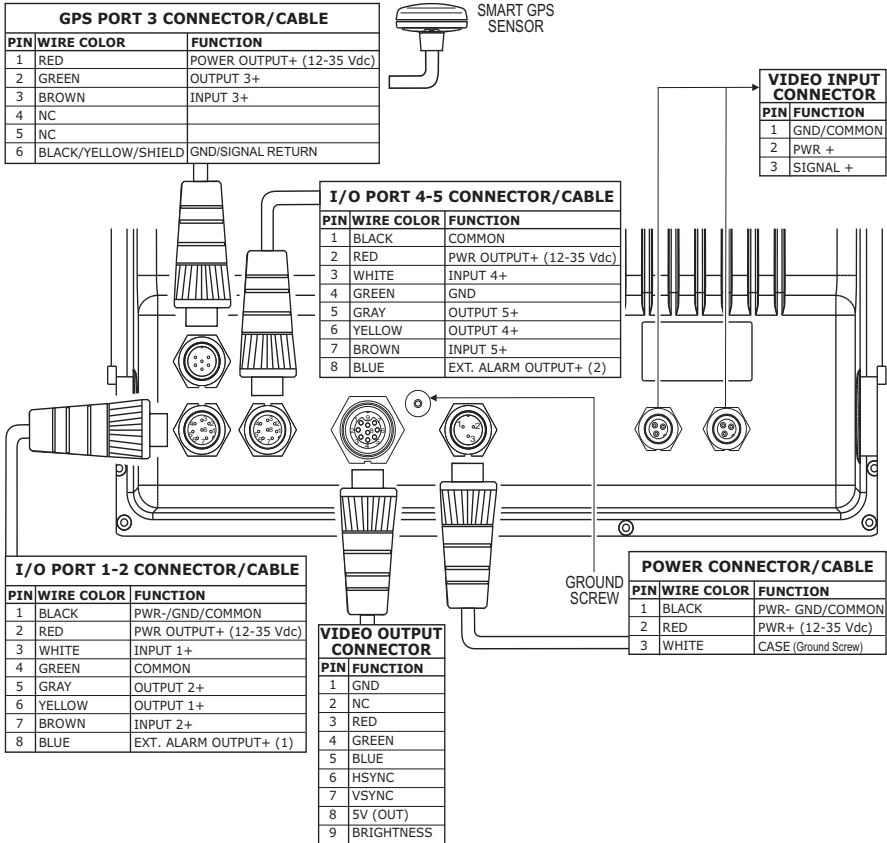 GPS PORT 3 CONNECTOR/CABLE
PIN WIRE COLOR FUNCTION
1 RED POWER OUTPUT+ (12-35 Vdc)
2 GREEN OUTPUT 3+
3 BROWN INPUT 3+
4 NC
5 NC
6 BLACK/YELLOW/SHIELD GND/SIGNAL RETURN
SMART GPS
SENSOR
VIDEO INPUT
CONNECTOR
PIN FUNCTION
1 GND/COMMON
2 PWR +
3 SIGNAL +
I/O PORT 4-5 CONNECTOR/CABLE
PIN WIRE COLOR FUNCTION
1 BLACK COMMON
2 RED PWR OUTPUT+ (12-35 Vdc)
3 WHITE INPUT 4+
4 GREEN GND
5 GRAY OUTPUT 5+
6 YELLOW OUTPUT 4+
7 BROWN INPUT 5+
8 BLUE EXT. ALARM OUTPUT+ (2)
1 2
3
I/O PORT 1-2 CONNECTOR/CABLE
PIN WIRE COLOR FUNCTION
1 BLACK PWR-/GND/COMMON
2 RED PWR OUTPUT+ (12-35 Vdc)
3 WHITE INPUT 1+
4 GREEN COMMON
5 GRAY OUTPUT 2+
6 YELLOW OUTPUT 1+
7 BROWN INPUT 2+
8 BLUE EXT. ALARM OUTPUT+ (1)
VIDEO OUTPUT
CONNECTOR
PIN FUNCTION
1 GND
2 NC
3 RED
4 GREEN
5 BLUE
6 HSYNC
7 VSYNC
8 5V (OUT)
9 BRIGHTNESS
GROUND
SCREW
POWER CONNECTOR/CABLE
PIN WIRE COLOR FUNCTION
1 BLACK PWR- GND/COMMON
2 RED PWR+ (12-35 Vdc)
3 WHITE CASE (Ground Screw)